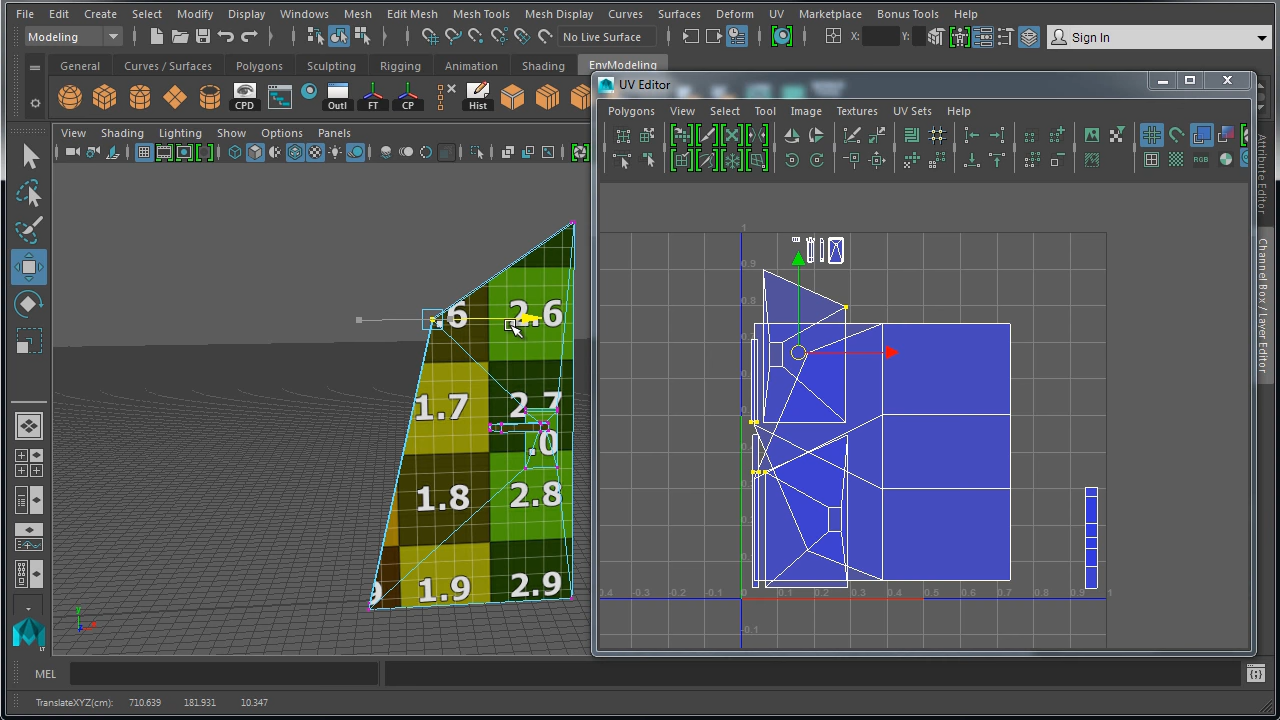 File Edit Create Select Modify Display Windows Mesh Edit Mesh Mesh Tools Mesh Display Curves Surfaces Deform UV Marketplace Bonus Tools Help
Modeling No Live Surface X: Y: Sign In
General Curves / Surfaces Polygons Sculpting Rigging Animation Shading EnvModeling
CPD Outl FT CP Hist
UV Editor
Polygons View Select Tool Image Textures UV Sets Help
View Shading Lighting Show Options Panels
RGB
Attribute Editor
Channel Box / Layer Editor
1
0.9
0.8
.6 2.6
1.7 2.7
.0
1.8 2.8
1.9 2.9
-0.3 -0.2 -0.1 0 0.1 0.2 0.3 0.4 0.5 0.6 0.7 0.8 0.9 1
-0.1
LT
MEL
TranslateXYZ(cm): 710.639 181.931 10.347